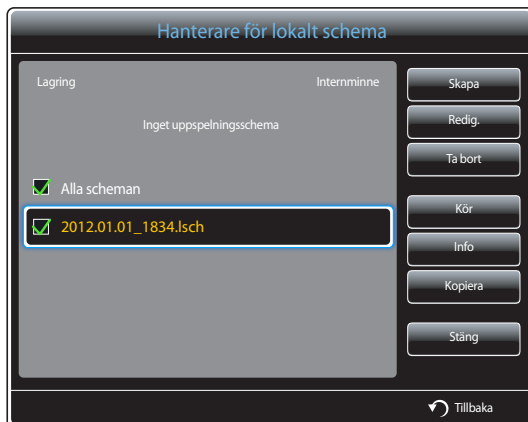 Hanterare för lokalt schema
Lagring Internminne
Inget uppspelningsschema
Alla scheman
2012.01.01_1834.lsch
Skapa
Redig.
Ta bort
Kör
Info
Kopiera
Stäng
Tillbaka